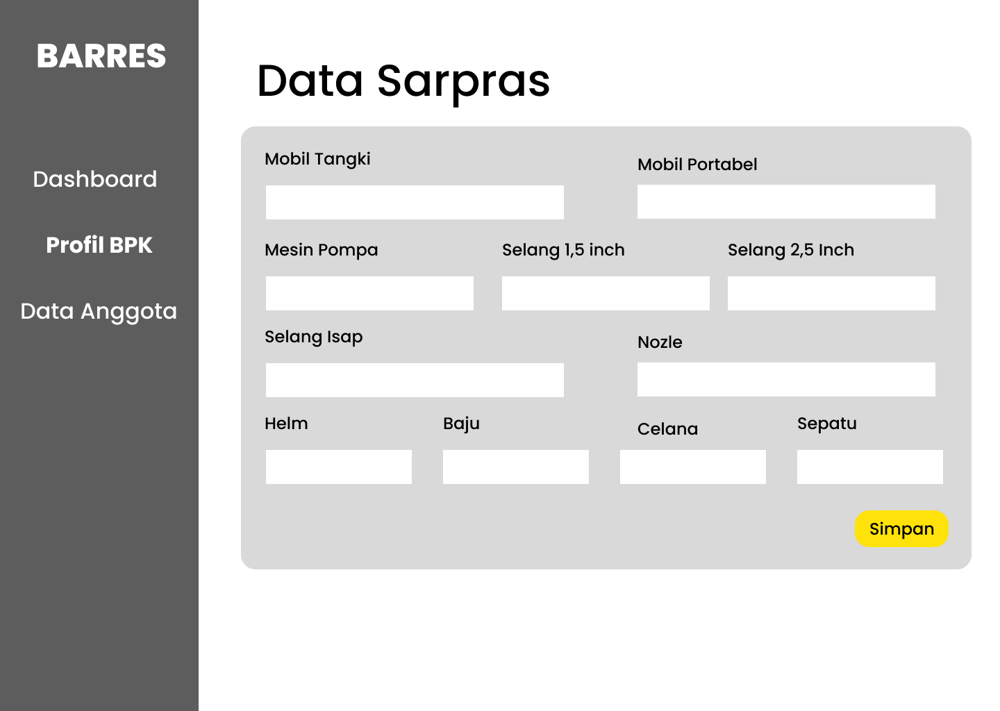 BARRES
Dashboard
Profil BPK
Data Anggota
Data Sarpras
Mobil Tangki
Mobil Portabel
Mesin Pompa
Selang 1,5 inch
Selang 2,5 Inch
Selang Isap
Nozle
Helm
Baju
Celana
Sepatu
Simpan